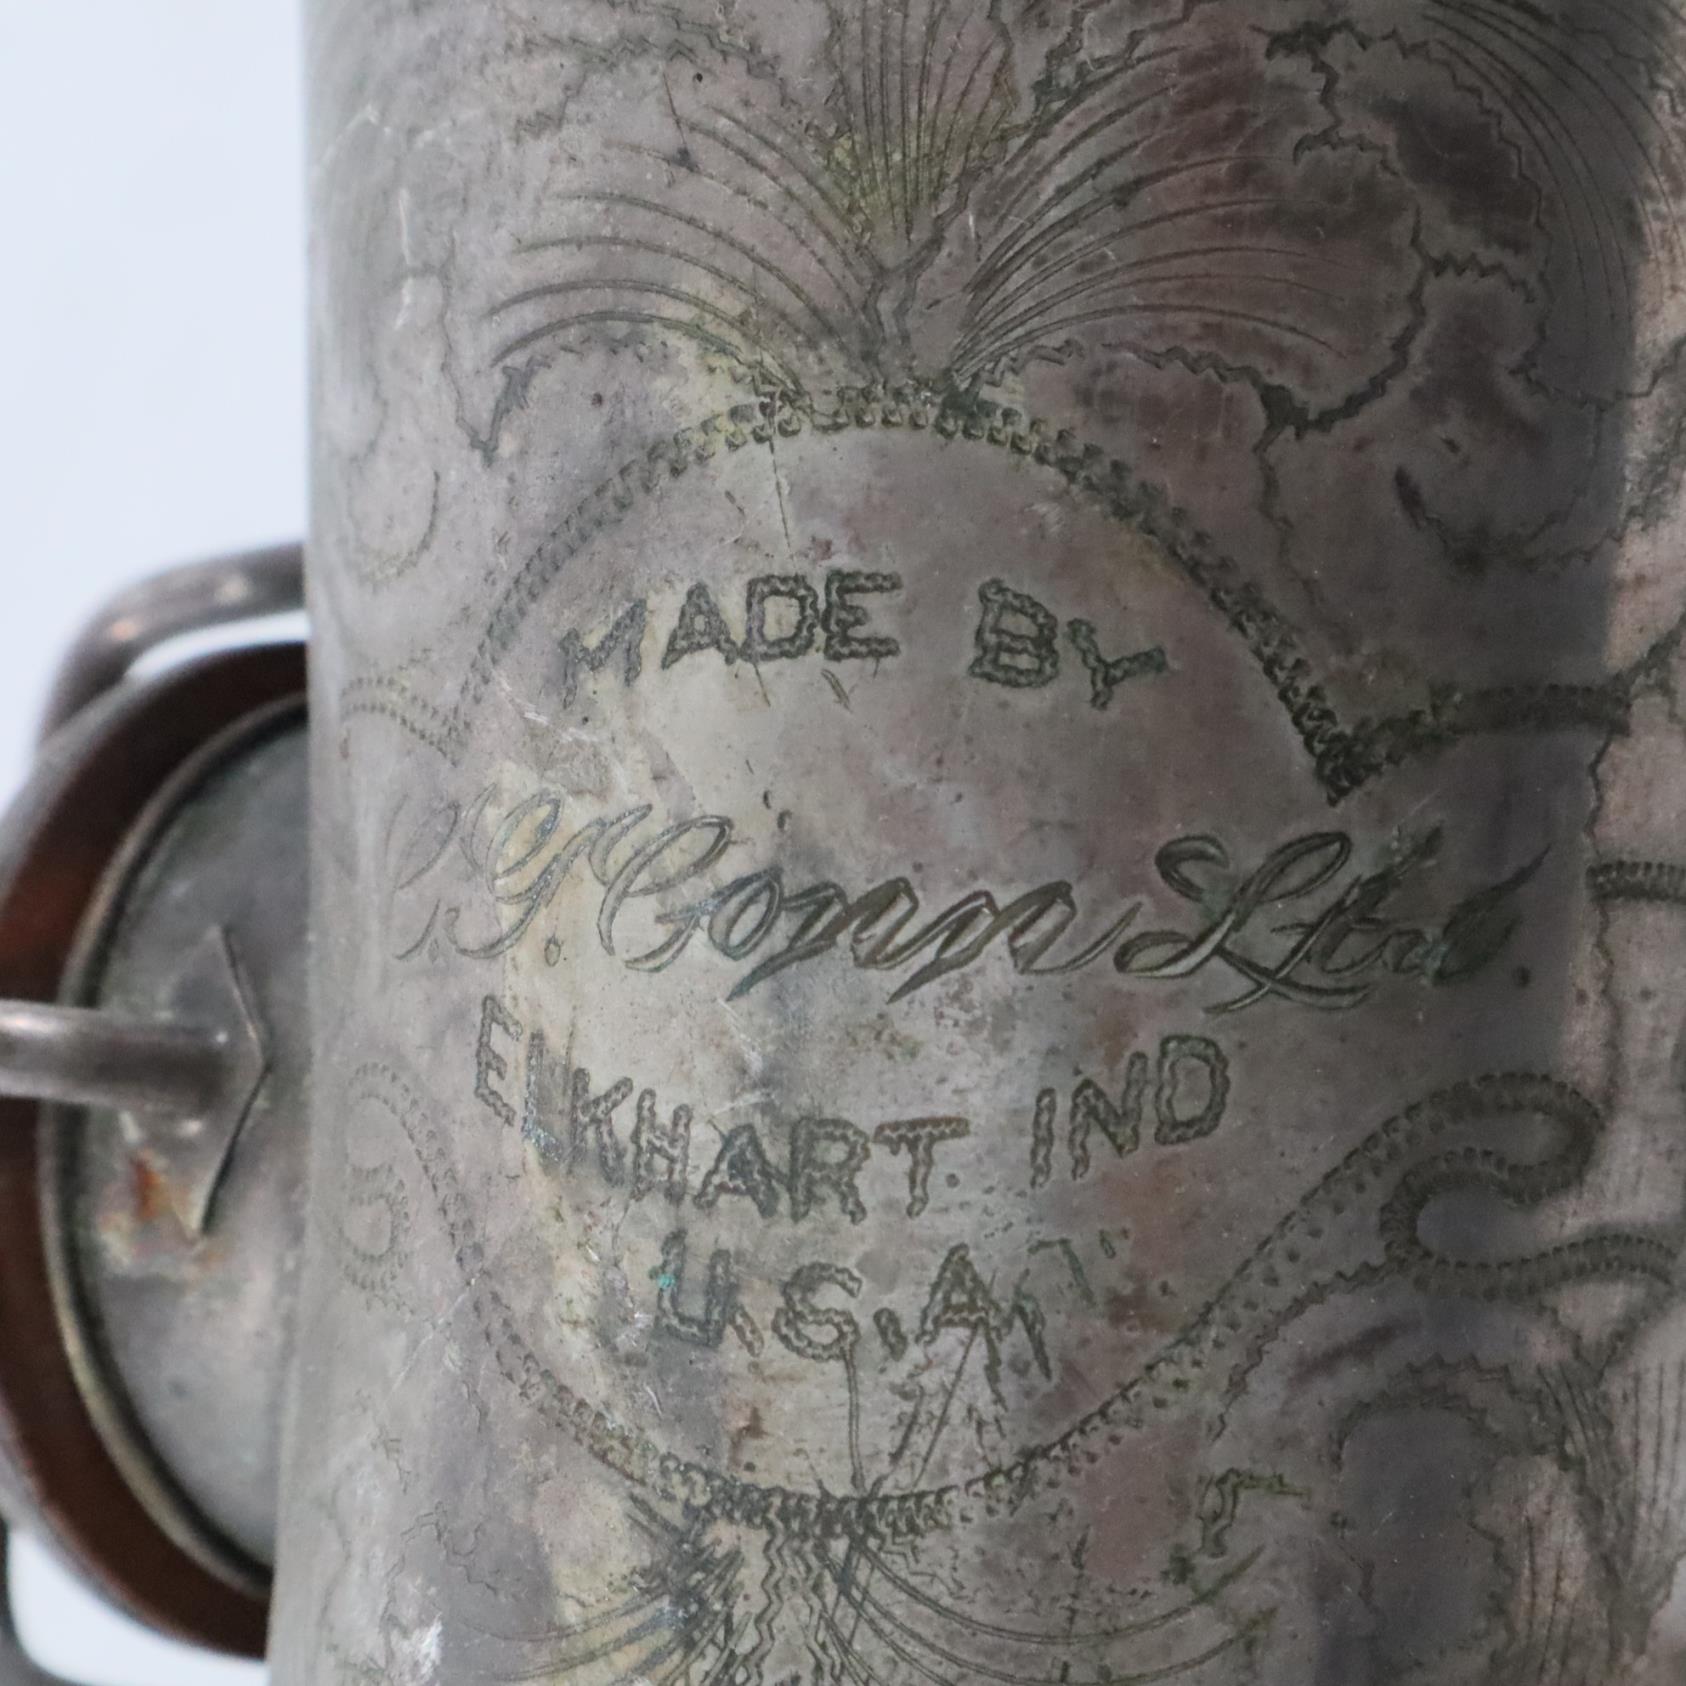 MADE BY
C.G. Conn Ltd.
ELKHART. IND
U.S.A.